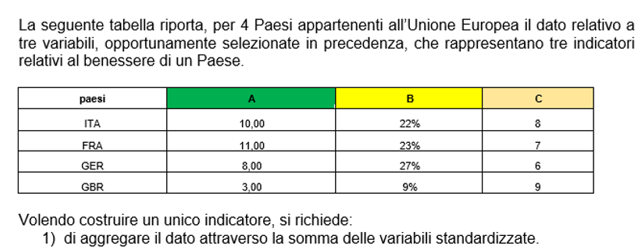 La seguente tabella riporta, per 4 Paesi appartenenti all'Unione Europea il dato relativo a
tre variabili, opportunamente selezionate in precedenza, che rappresentano tre indicatori
relativi al benessere di un Paese.
paesi A B C
ITA 10,00 22% 8
FRA 11,00 23% 7
GER 8,00 27% 6
GBR 3,00 9% 9
Volendo costruire un unico indicatore, si richiede:
1) di aggregare il dato attraverso la somma delle variabili standardizzate.